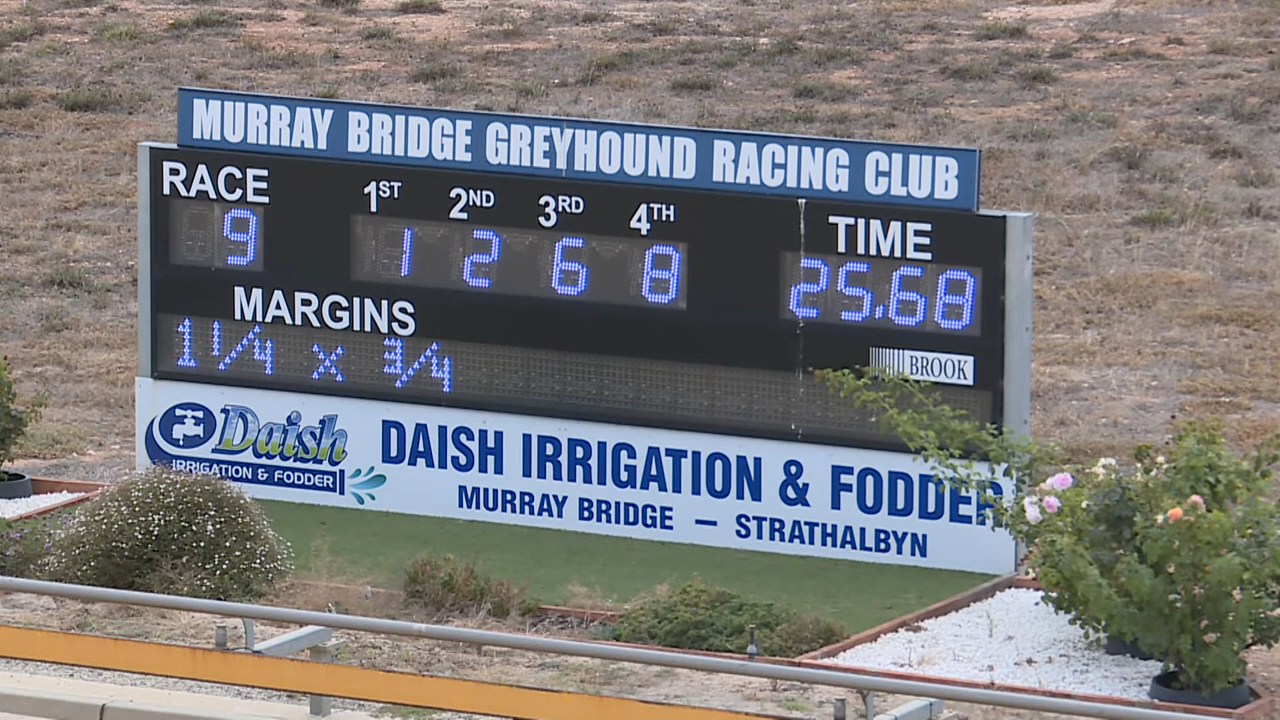 MURRAY BRIDGE GREYHOUND RACING CLUB
RACE 1ST 2ND 3RD 4TH TIME
9 1 2 6 8 25.68
MARGINS
1 1/4 x 3/4
BROOK
Daish
IRRIGATION & FODDER
DAISH IRRIGATION & FODDER
MURRAY BRIDGE – STRATHALBYN